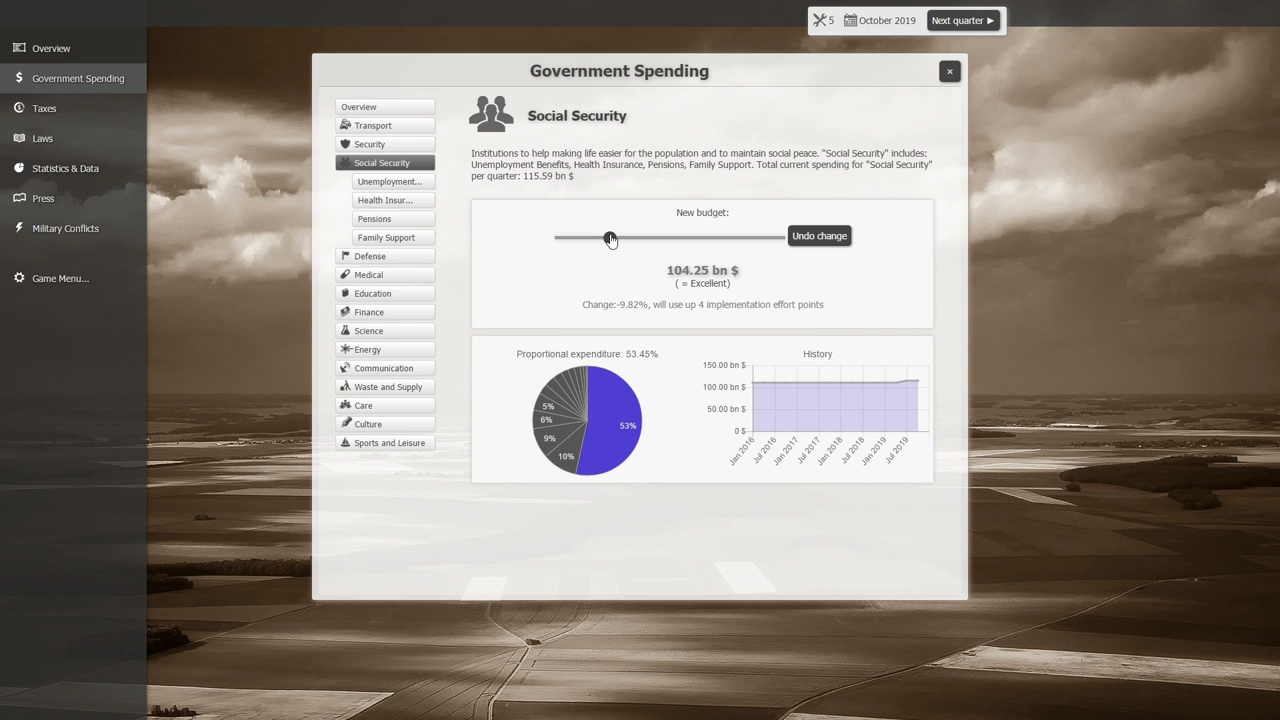 5 October 2019 Next quarter ►
Overview
Government Spending
Taxes
Laws
Statistics & Data
Press
Military Conflicts
Game Menu...
Government Spending
×
Overview
Transport
Security
Social Security
Unemployment...
Health Insur...
Pensions
Family Support
Defense
Medical
Education
Finance
Science
Energy
Communication
Waste and Supply
Care
Culture
Sports and Leisure
Social Security
Institutions to help making life easier for the population and to maintain social peace. "Social Security" includes:
Unemployment Benefits, Health Insurance, Pensions, Family Support. Total current spending for "Social Security"
per quarter: 115.59 bn $
New budget:
Undo change
104.25 bn $
( = Excellent)
Change:-9.82%, will use up 4 implementation effort points
Proportional expenditure: 53.45%
53%
10%
9%
6%
5%
History
150.00 bn $
100.00 bn $
50.00 bn $
0 $
Jan 2016
Jul 2016
Jan 2017
Jul 2017
Jan 2018
Jul 2018
Jan 2019
Jul 2019